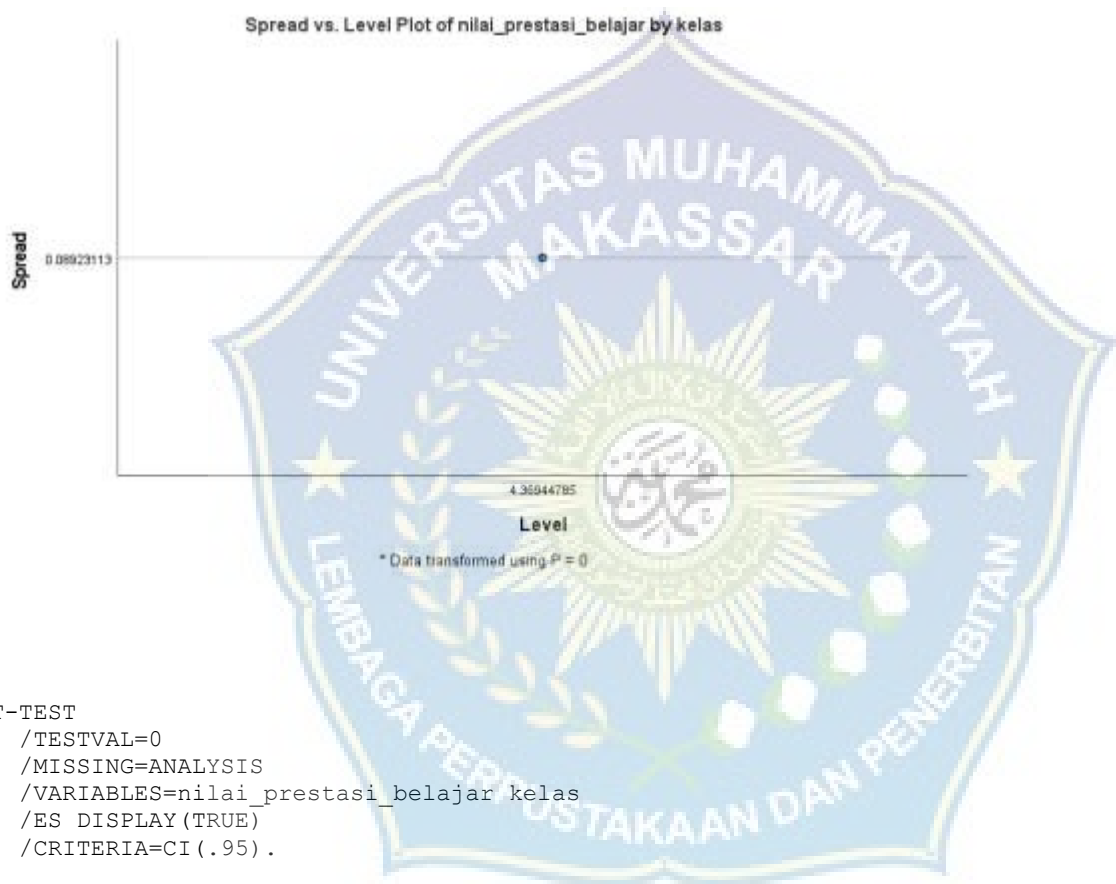 Spread vs. Level Plot of nilai_prestasi_belajar by kelas
Spread
0.08923113
4.36944785
Level
* Data transformed using P = 0
UNIVERSITAS MUHAMMADIYAH
MAKASSAR
LEMBAGA PERPUSTAKAAN DAN PENERBITAN
T-TEST
/TESTVAL=0
/MISSING=ANALYSIS
/VARIABLES=nilai_prestasi_belajar kelas
/ES DISPLAY(TRUE)
/CRITERIA=CI(.95).